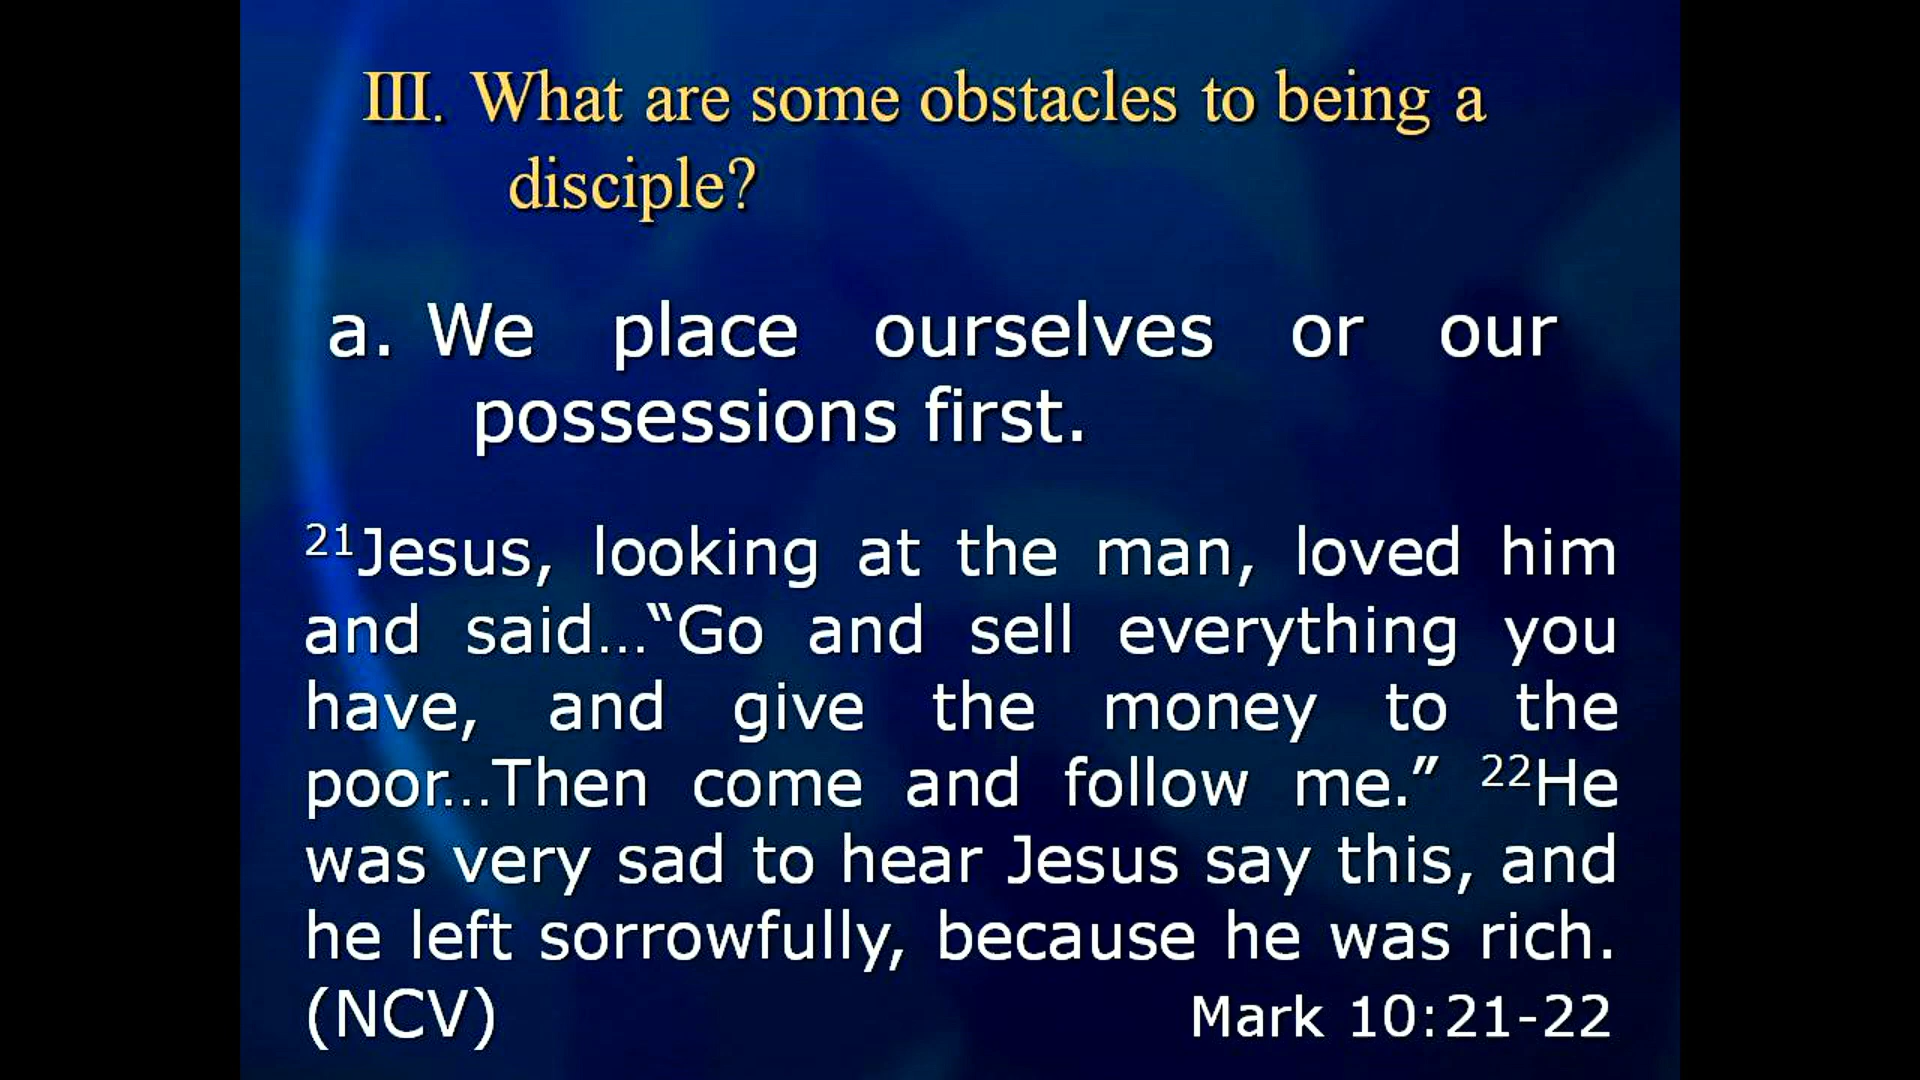 III. What are some obstacles to being a
disciple?
a. We place ourselves or our
possessions first.
21Jesus, looking at the man, loved him
and said…“Go and sell everything you
have, and give the money to the
poor…Then come and follow me.” 22He
was very sad to hear Jesus say this, and
he left sorrowfully, because he was rich.
(NCV) Mark 10:21-22